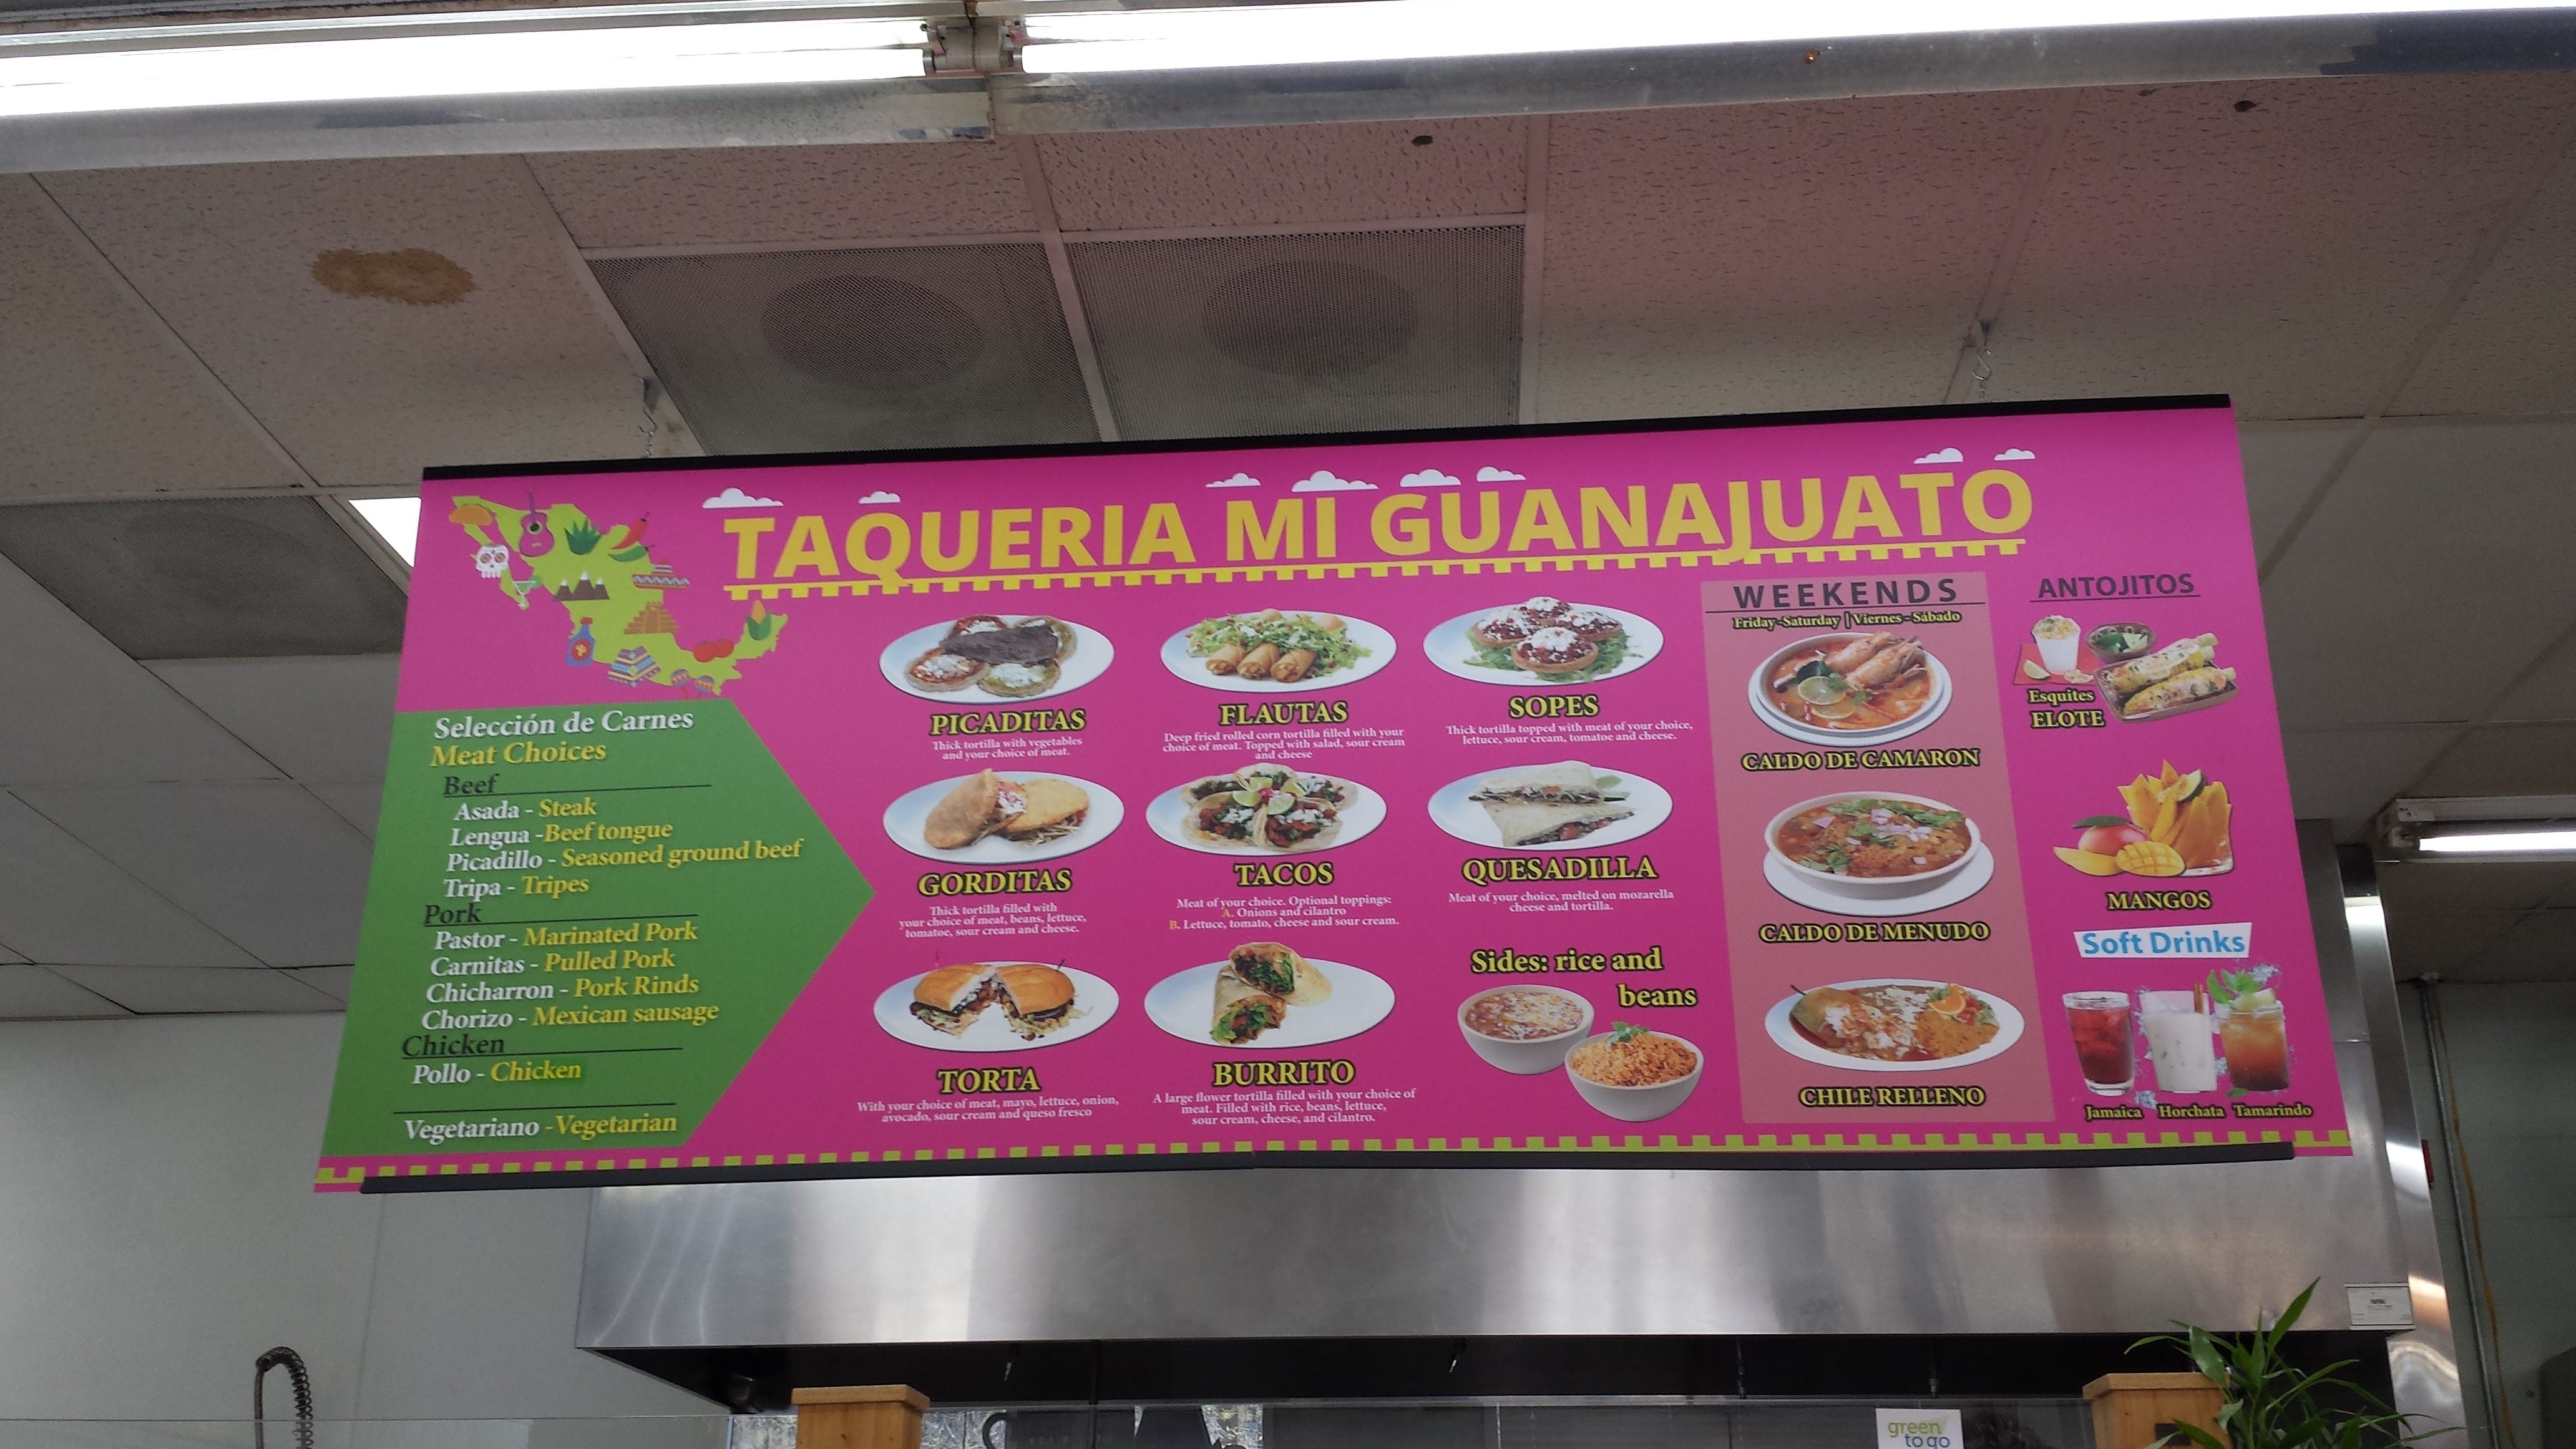 TAQUERIA MI GUANAJUATO
Selección de Carnes
Meat Choices
Beef
Asada - Steak
Lengua -Beef tongue
Picadillo - Seasoned ground beef
Tripa - Tripes
Pork
Pastor - Marinated Pork
Carnitas - Pulled Pork
Chicharron - Pork Rinds
Chorizo - Mexican sausage
Chicken
Pollo - Chicken
Vegetariano -Vegetarian
PICADITAS
Thick tortilla with vegetables
and your choice of meat.
FLAUTAS
Deep fried rolled corn tortilla filled with your
choice of meat. Topped with salad, sour cream
and cheese
SOPES
Thick tortilla topped with meat of your choice,
lettuce, sour cream, tomatoe and cheese.
GORDITAS
Thick tortilla filled with
your choice of meat, beans, lettuce,
tomatoe, sour cream and cheese.
TACOS
Meat of your choice. Optional toppings:
A. Onions and cilantro
B. Lettuce, tomato, cheese and sour cream.
QUESADILLA
Meat of your choice, melted on mozarella
cheese and tortilla.
TORTA
With your choice of meat, mayo, lettuce, onion,
avocado, sour cream and queso fresco
BURRITO
A large flower tortilla filled with your choice of
meat. Filled with rice, beans, lettuce,
sour cream, cheese, and cilantro.
Sides: rice and
beans
WEEKENDS
Friday-Saturday | Viernes - Sábado
CALDO DE CAMARON
CALDO DE MENUDO
CHILE RELLENO
ANTOJITOS
Esquites
ELOTE
MANGOS
Soft Drinks
Jamaica Horchata Tamarindo
green
to go